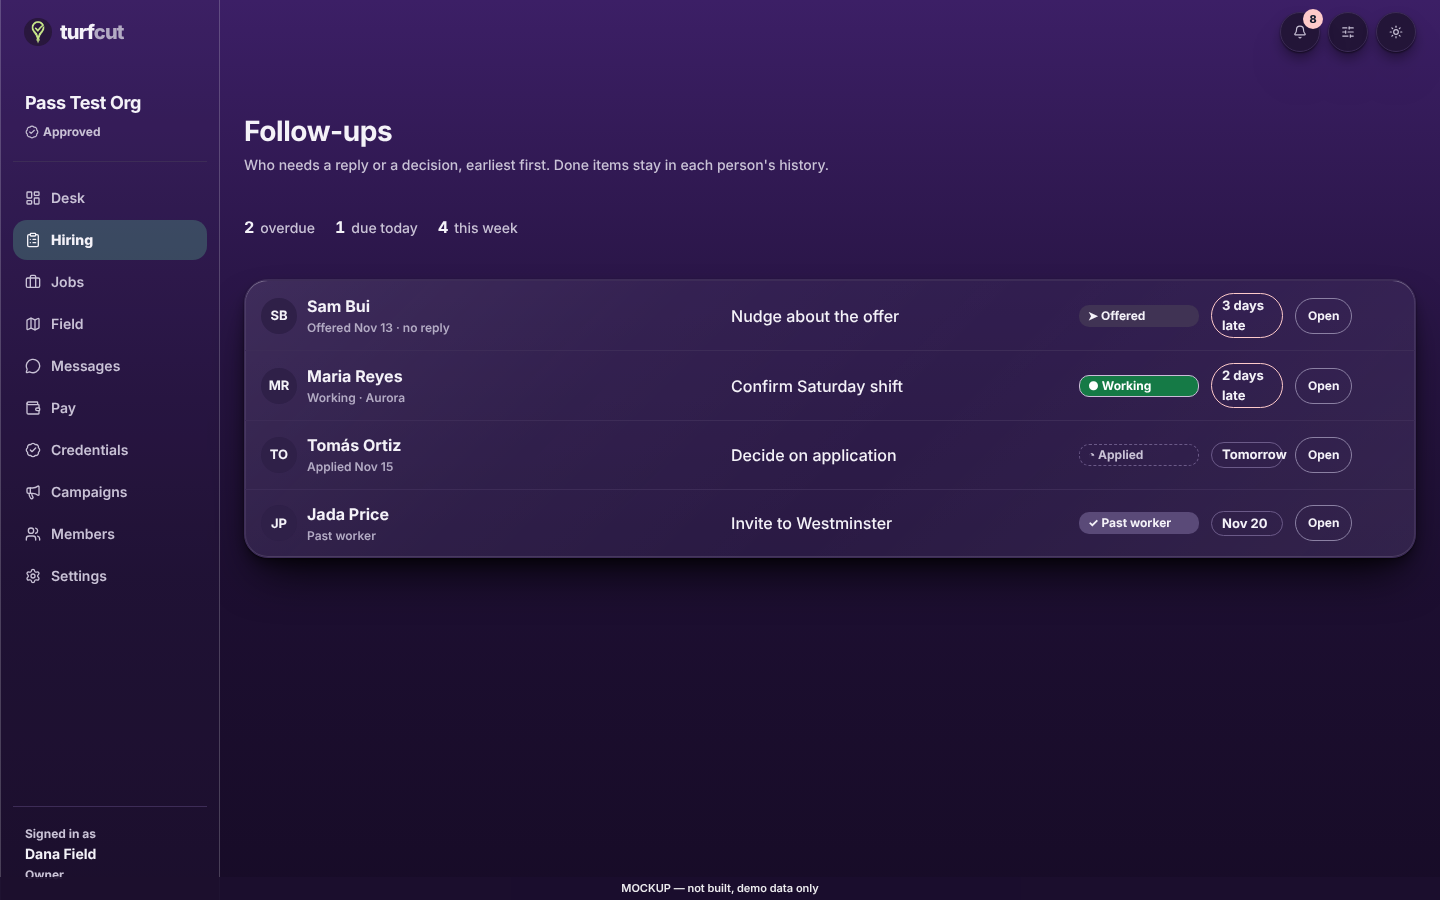 turfcut
8
Pass Test Org
Approved
Desk
Hiring
Jobs
Field
Messages
Pay
Credentials
Campaigns
Members
Settings
Signed in as
Dana Field
Owner
Follow-ups
Who needs a reply or a decision, earliest first. Done items stay in each person's history.
2 overdue 1 due today 4 this week
SB Sam Bui Nudge about the offer ➤ Offered 3 days late Open
Offered Nov 13 · no reply
MR Maria Reyes Confirm Saturday shift Working 2 days late Open
Working · Aurora
TO Tomás Ortiz Decide on application Applied Tomorrow Open
Applied Nov 15
JP Jada Price Invite to Westminster ✓ Past worker Nov 20 Open
Past worker
MOCKUP — not built, demo data only